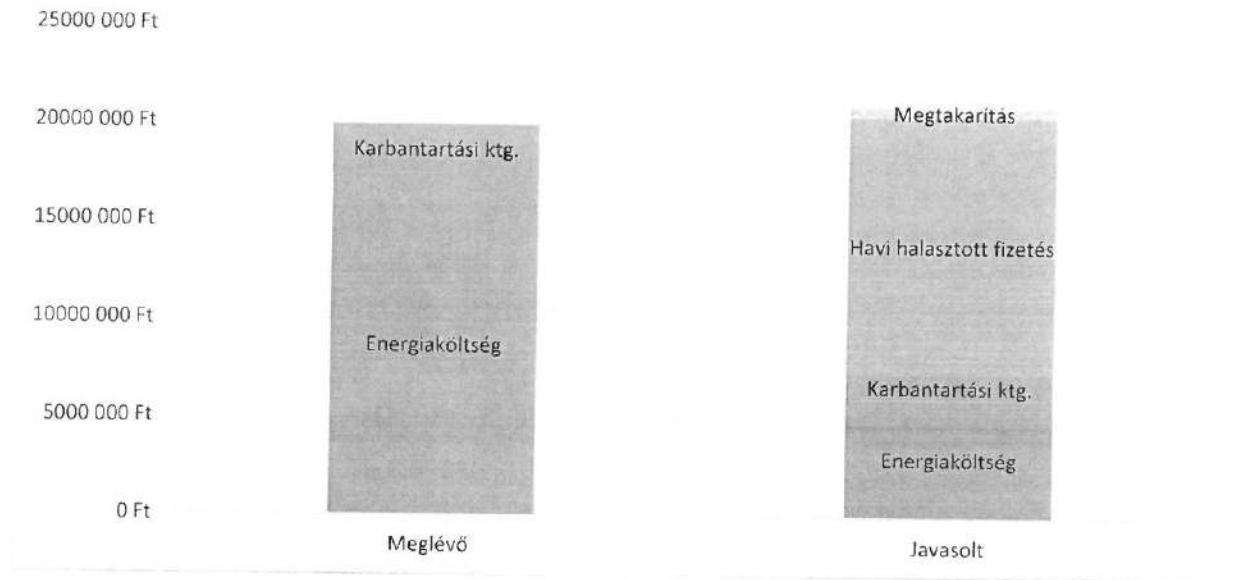 25000 000 Ft
20000 000 Ft
15000 000 Ft
10000 000 Ft
5000 000 Ft
0 Ft
Karbantartási ktg.
Energiaköltség
Meglévő
Megtakarítás
Havi halasztott fizetés
Karbantartási ktg.
Energiaköltség
Javasolt